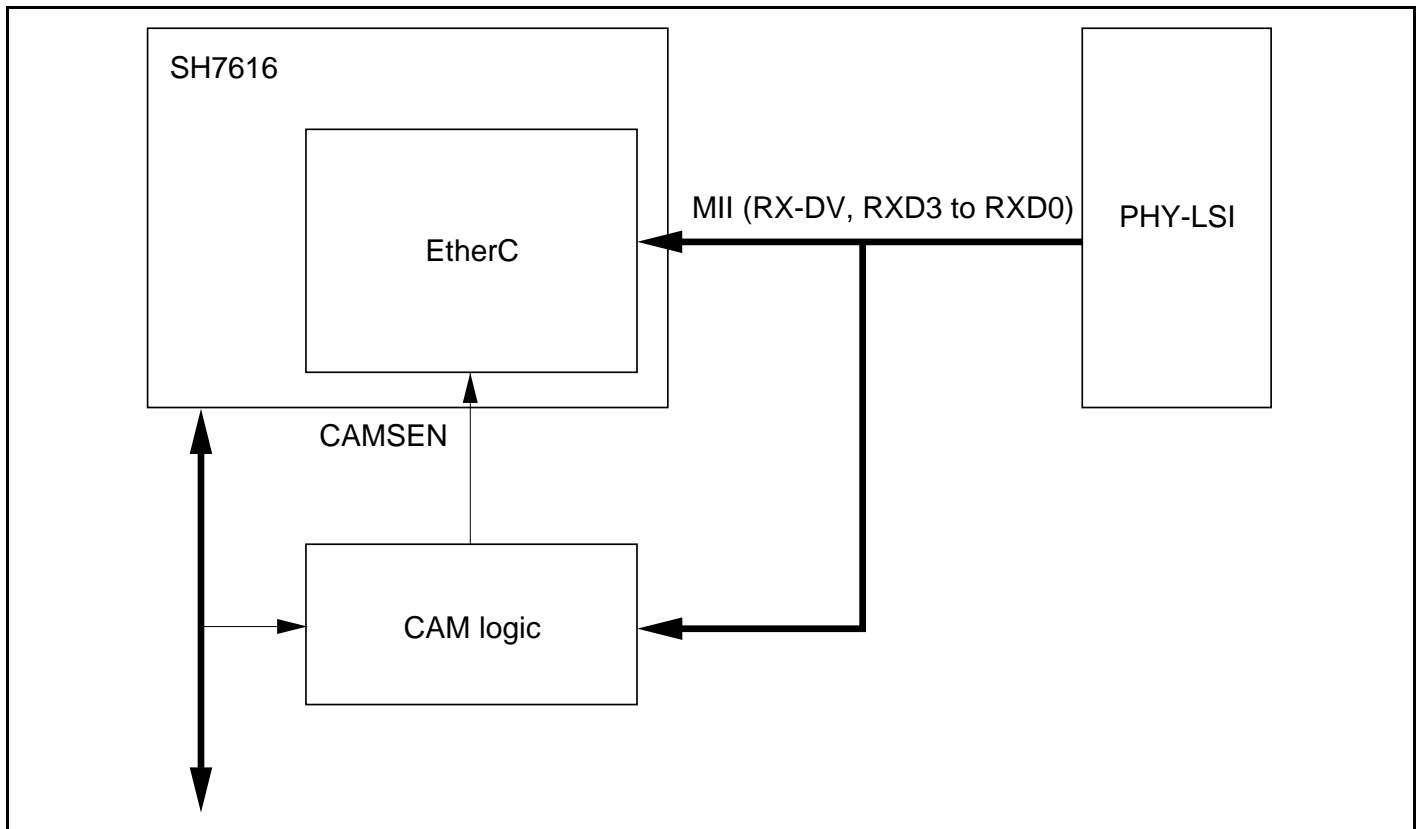 SH7616
MII (RX-DV, RXD3 to RXD0)
PHY-LSI
EtherC
CAMSEN
CAM logic